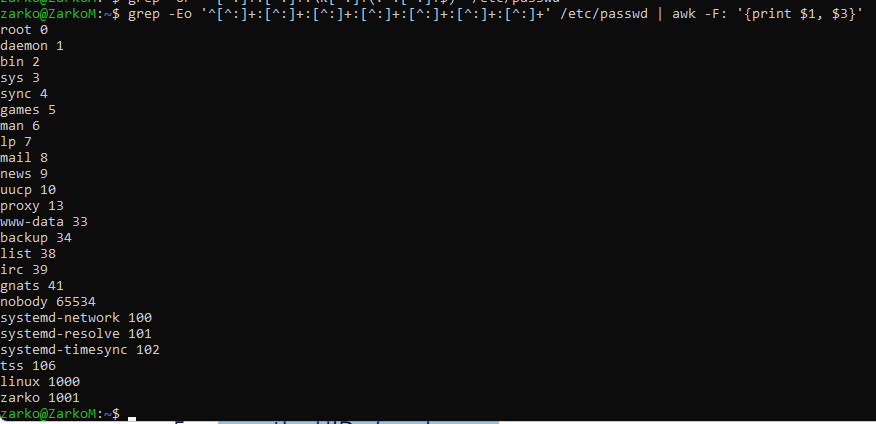 zarko@ZarkoM:~$ grep -Eo '^[^:]+:[^:]+:[^:]+:[^:]+:[^:]+:[^:]+:[^:]+' /etc/passwd | awk -F: '{print $1, $3}'
root 0
daemon 1
bin 2
sys 3
sync 4
games 5
man 6
lp 7
mail 8
news 9
uucp 10
proxy 13
www-data 33
backup 34
list 38
irc 39
gnats 41
nobody 65534
systemd-network 100
systemd-resolve 101
systemd-timesync 102
tss 106
linux 1000
zarko 1001
zarko@ZarkoM:~$